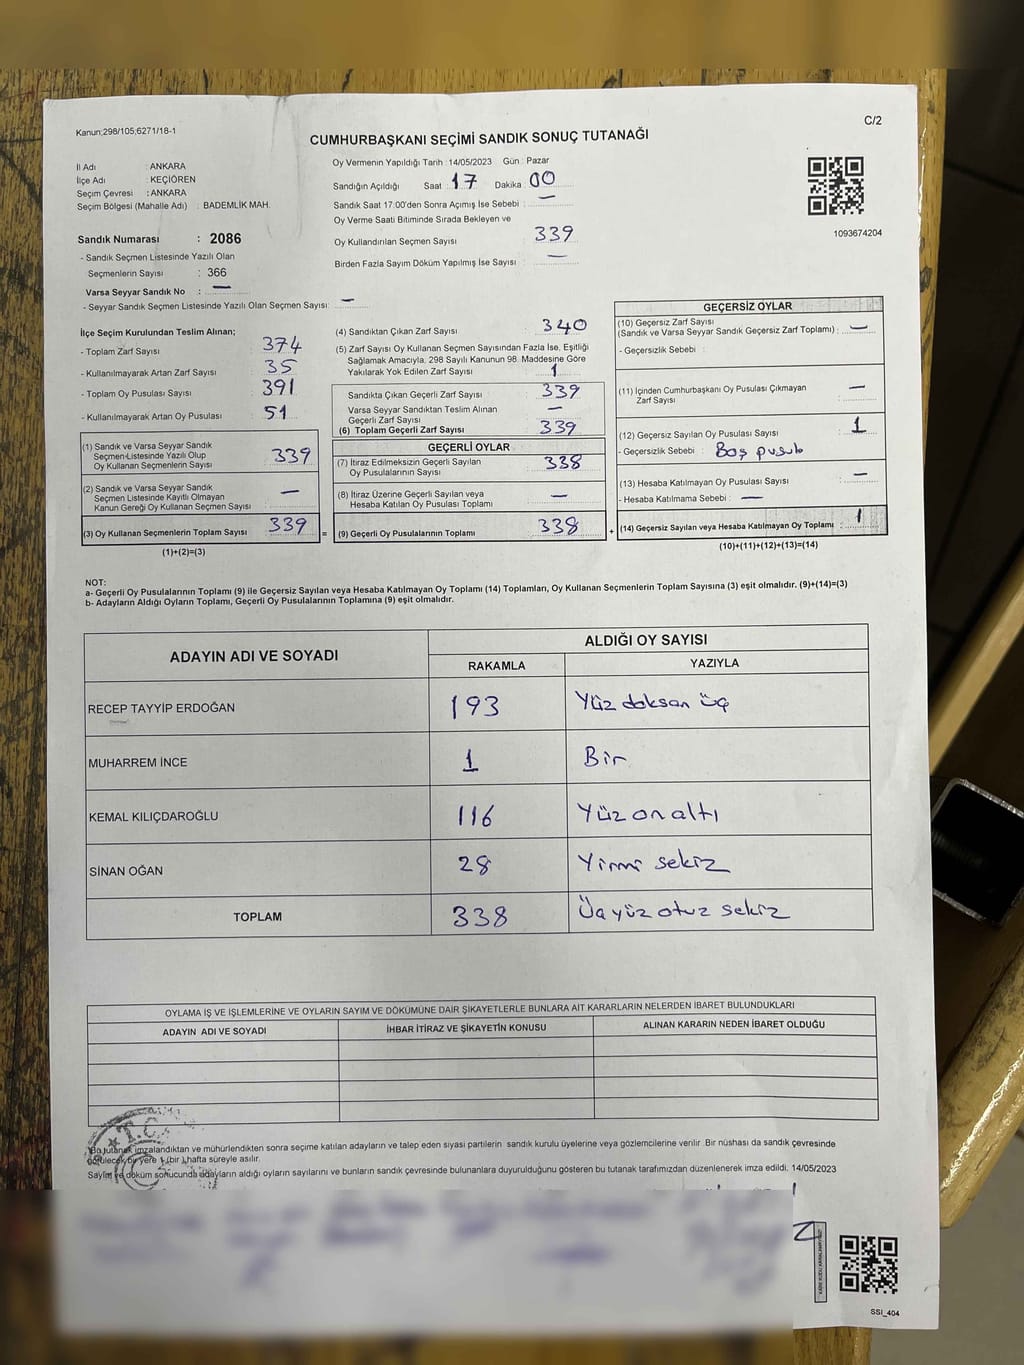 Kanun:298/105;6271/18-1
C/2
CUMHURBAŞKANI SEÇİMİ SANDIK SONUÇ TUTANAĞI
İl Adı : ANKARA
İlçe Adı : KEÇİÖREN
Seçim Çevresi : ANKARA
Seçim Bölgesi (Mahalle Adı) : BADEMLİK MAH.
Sandık Numarası : 2086
- Sandık Seçmen Listesinde Yazılı Olan
Seçmenlerin Sayısı : 366
Varsa Seyyar Sandık No : —
- Seyyar Sandık Seçmen Listesinde Yazılı Olan Seçmen Sayısı: —
Oy Vermenin Yapıldığı Tarih : 14/05/2023 Gün : Pazar
Sandığın Açıldığı Saat : 17 Dakika : 00
Sandık Saat 17:00'den Sonra Açımış İse Sebebi : —
Oy Verme Saati Bitiminde Sırada Bekleyen ve
Oy Kullandırılan Seçmen Sayısı 339
Birden Fazla Sayım Döküm Yapılmış İse Sayısı : —
1093674204
İlçe Seçim Kurulundan Teslim Alınan;
- Toplam Zarf Sayısı : 374
- Kullanılmayarak Artan Zarf Sayısı : 35
- Toplam Oy Pusulası Sayısı : 391
- Kullanılmayarak Artan Oy Pusulası : 51
(1) Sandık ve Varsa Seyyar Sandık
Seçmen Listesinde Yazılı Olup
Oy Kullanan Seçmenlerin Sayısı : 339
(2) Sandık ve Varsa Seyyar Sandık
Seçmen Listesinde Kayıtlı Olmayan
Kanun Gereği Oy Kullanan Seçmen Sayısı : —
(3) Oy Kullanan Seçmenlerin Toplam Sayısı : 339
(1)+(2)=(3)
(4) Sandıktan Çıkan Zarf Sayısı : 340
(5) Zarf Sayısı Oy Kullanan Seçmen Sayısından Fazla İse, Eşitliği
Sağlamak Amacıyla, 298 Sayılı Kanunun 98. Maddesine Göre
Yakılarak Yok Edilen Zarf Sayısı : 1
Sandıkta Çıkan Geçerli Zarf Sayısı : 339
Varsa Seyyar Sandıktan Teslim Alınan
Geçerli Zarf Sayısı : —
(6) Toplam Geçerli Zarf Sayısı : 339
GEÇERLİ OYLAR
(7) İtiraz Edilmeksizin Geçerli Sayılan
Oy Pusulalarının Sayısı : 338
(8) İtiraz Üzerine Geçerli Sayılan veya
Hesaba Katılan Oy Pusulası Toplamı : —
= (9) Geçerli Oy Pusulalarının Toplamı : 338 +
GEÇERSİZ OYLAR
(10) Geçersiz Zarf Sayısı
(Sandık ve Varsa Seyyar Sandık Geçersiz Zarf Toplamı) : —
- Geçersizlik Sebebi :
(11) İçinden Cumhurbaşkanı Oy Pusulası Çıkmayan
Zarf Sayısı : —
(12) Geçersiz Sayılan Oy Pusulası Sayısı : 1
- Geçersizlik Sebebi : Boş pusula
(13) Hesaba Katılmayan Oy Pusulası Sayısı : —
- Hesaba Katılmama Sebebi : —
(14) Geçersiz Sayılan veya Hesaba Katılmayan Oy Toplamı : 1
(10)+(11)+(12)+(13)=(14)
NOT:
a- Geçerli Oy Pusulalarının Toplamı (9) ile Geçersiz Sayılan veya Hesaba Katılmayan Oy Toplamı (14) Toplamları, Oy Kullanan Seçmenlerin Toplam Sayısına (3) eşit olmalıdır. (9)+(14)=(3)
b- Adayların Aldığı Oyların Toplamı, Geçerli Oy Pusulalarının Toplamına (9) eşit olmalıdır.
ADAYIN ADI VE SOYADI ALDIĞI OY SAYISI
RAKAMLA YAZIYLA
RECEP TAYYİP ERDOĞAN 193 Yüz doksan üç
MUHARREM İNCE 1 Bir
KEMAL KILIÇDAROĞLU 116 Yüz on altı
SİNAN OĞAN 28 Yirmi sekiz
TOPLAM 338 Üçyüz otuz sekiz
OYLAMA İŞ VE İŞLEMLERİNE VE OYLARIN SAYIM VE DÖKÜMÜNE DAİR ŞİKAYETLERLE BUNLARA AİT KARARLARIN NELERDEN İBARET BULUNDUKLARI
ADAYIN ADI VE SOYADI İHBAR İTİRAZ VE ŞİKAYETİN KONUSU ALINAN KARARIN NEDEN İBARET OLDUĞU
T.C.
Bu tutanak imzalandıktan ve mühürlendikten sonra seçime katılan adayların ve talep eden siyasi partilerin sandık kurulu üyelerine veya gözlemcilerine verilir. Bir nüshası da sandık çevresinde
görülecek bir yere 1 (bir ) hafta süreyle asılır.
Sayım ve döküm sonucunda adayların aldığı oyların sayılarını ve bunların sandık çevresinde bulunanlara duyurulduğunu gösteren bu tutanak tarafımızdan düzenlenerek imza edildi. 14/05/2023
SSI_404